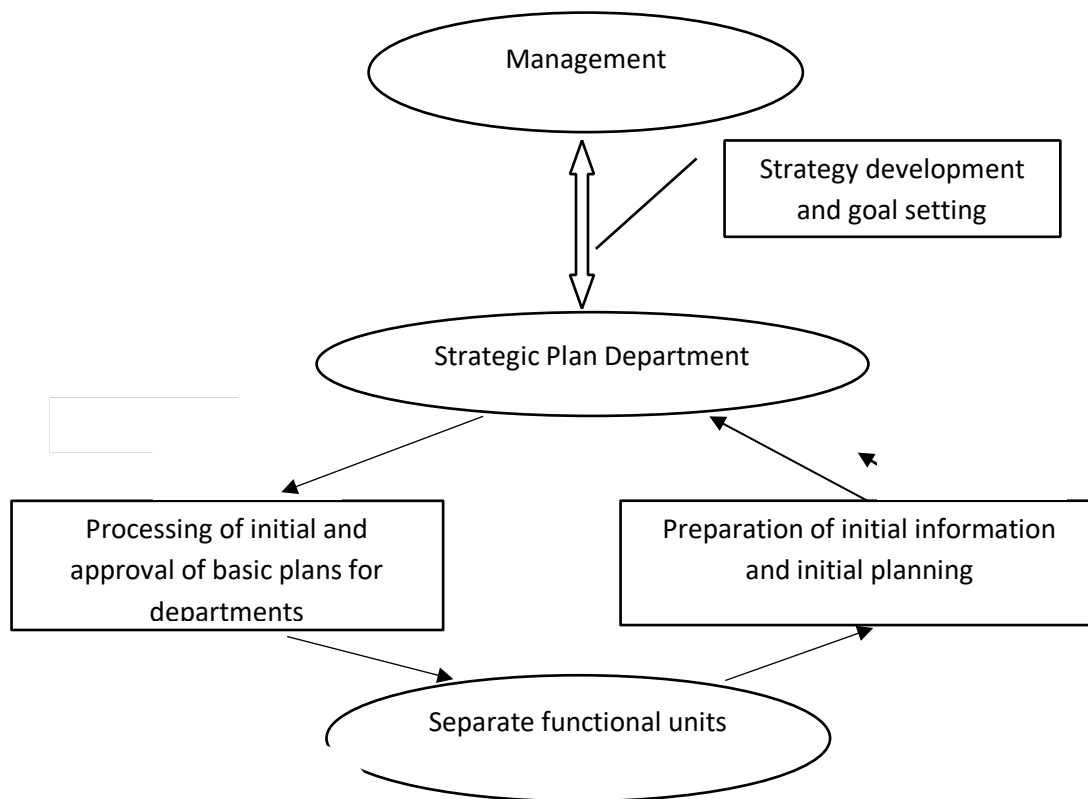 Management
Strategy development
and goal setting
Strategic Plan Department
Processing of initial and
approval of basic plans for
departments
Preparation of initial information
and initial planning
Separate functional units